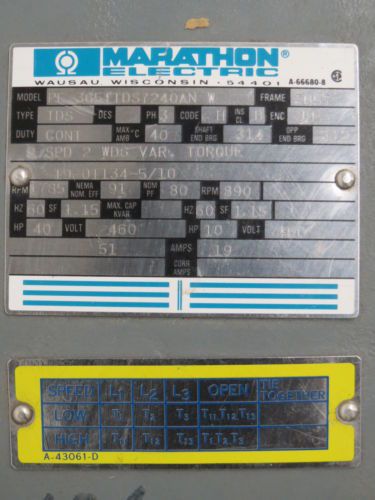 MARATHON®
ELECTRIC
WAUSAU, WISCONSIN - 54401 A-66680-8
MODEL 365TTDS7240AN W FRAME
TYPE TDS DES PH 3 CODE H INS CL
DUTY CONT MAX AMB °C 40 SHAFT END BRG 314 OPP END BRG
2 SPD 2 WDG VAR. TORQUE
RPM 1785 NEMA NOM. EFF 91 NOM PF 80 RPM 890
HZ 60 SF 1.15 MAX. CAP KVAR HZ 60 SF 1.15
HP 40 VOLT 460 HP 10 VOLT
51 AMPS 19
CORR AMPS
SPEED L1 L2 L3 OPEN TIE TOGETHER
LOW T1 T2 T3 T11,T12,T13
HIGH T11 T12 T13 T1,T2,T3
A-43061-D